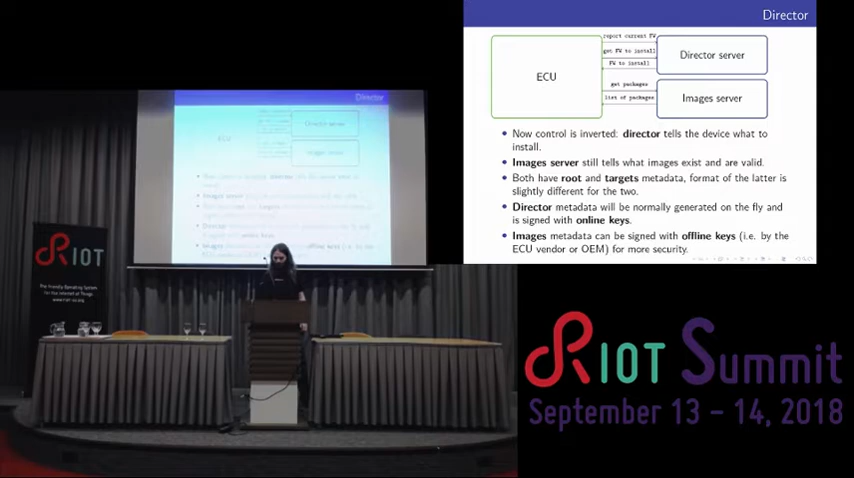 Director
ECU
report current FW
get FW to install
FW to install
Director server
get packages
list of packages
Images server
• Now control is inverted: director tells the device what to
install.
• Images server still tells what images exist and are valid.
• Both have root and targets metadata, format of the latter is
slightly different for the two.
• Director metadata will be normally generated on the fly and
is signed with online keys.
• Images metadata can be signed with offline keys (i.e. by the
ECU vendor or OEM) for more security.
Director
RIOT
The friendly Operating System
for the Internet of Things
www.riot-os.org
RIOT Summit
September 13 – 14, 2018